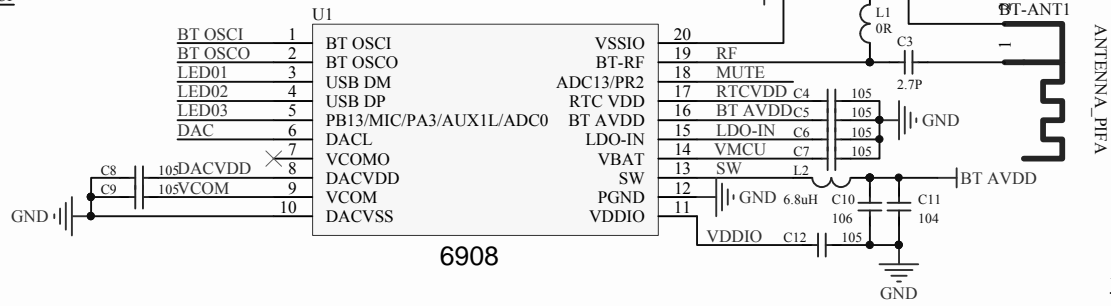 U1
BT-ANT1
L1
0R
C3
2.7P
ANTENNA_PIFA
BT OSCI 1 BT OSCI VSSIO 20
BT OSCO 2 BT OSCO BT-RF 19 RF
LED01 3 USB DM ADC13/PR2 18 MUTE
LED02 4 USB DP RTC VDD 17 RTCVDD C4 105
LED03 5 PB13/MIC/PA3/AUX1L/ADC0 BT AVDD 16 BT AVDD C5 105 GND
DAC 6 DACL LDO-IN 15 LDO-IN C6 105
7 VCOMO VBAT 14 VMCU C7 105
C8 105 DACVDD 8 DACVDD SW 13 SW L2 BT AVDD
C9 105 VCOM 9 VCOM PGND 12 GND 6.8uH C10 C11
GND 10 DACVSS VDDIO 11 106 104
VDDIO C12 105
6908
GND
1